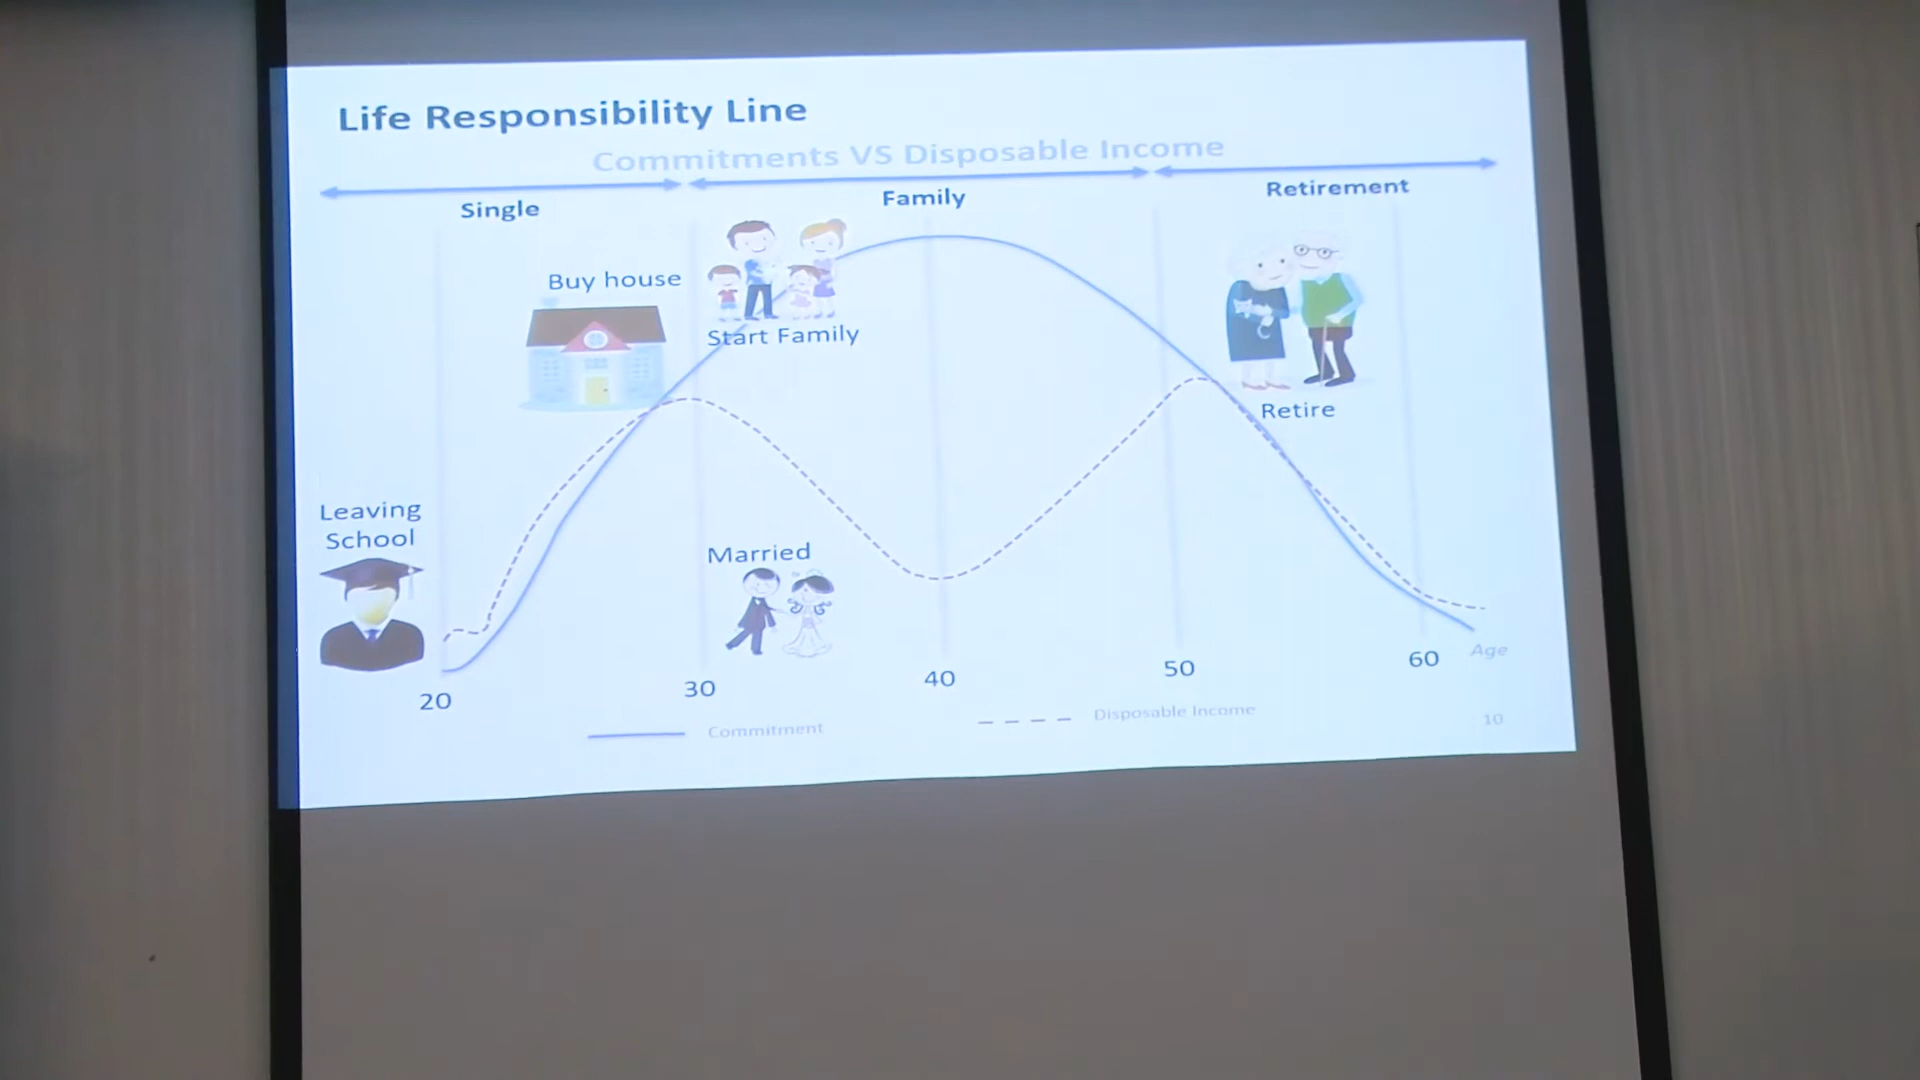 Life Responsibility Line
Commitments VS Disposable Income
Single
Family
Retirement
Buy house
Start Family
Retire
Leaving
School
Married
20
30
40
50
60
Age
Commitment
Disposable Income
10